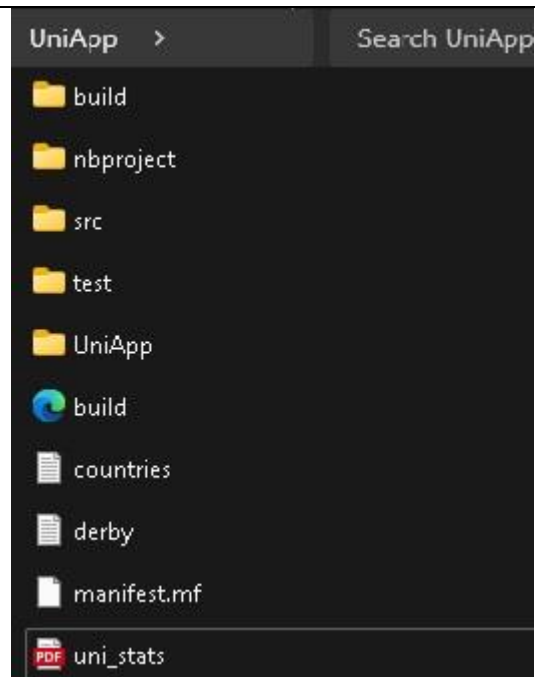 UniApp >
Search UniApp
build
nbproject
src
test
UniApp
build
countries
derby
manifest.mf
PDF uni_stats